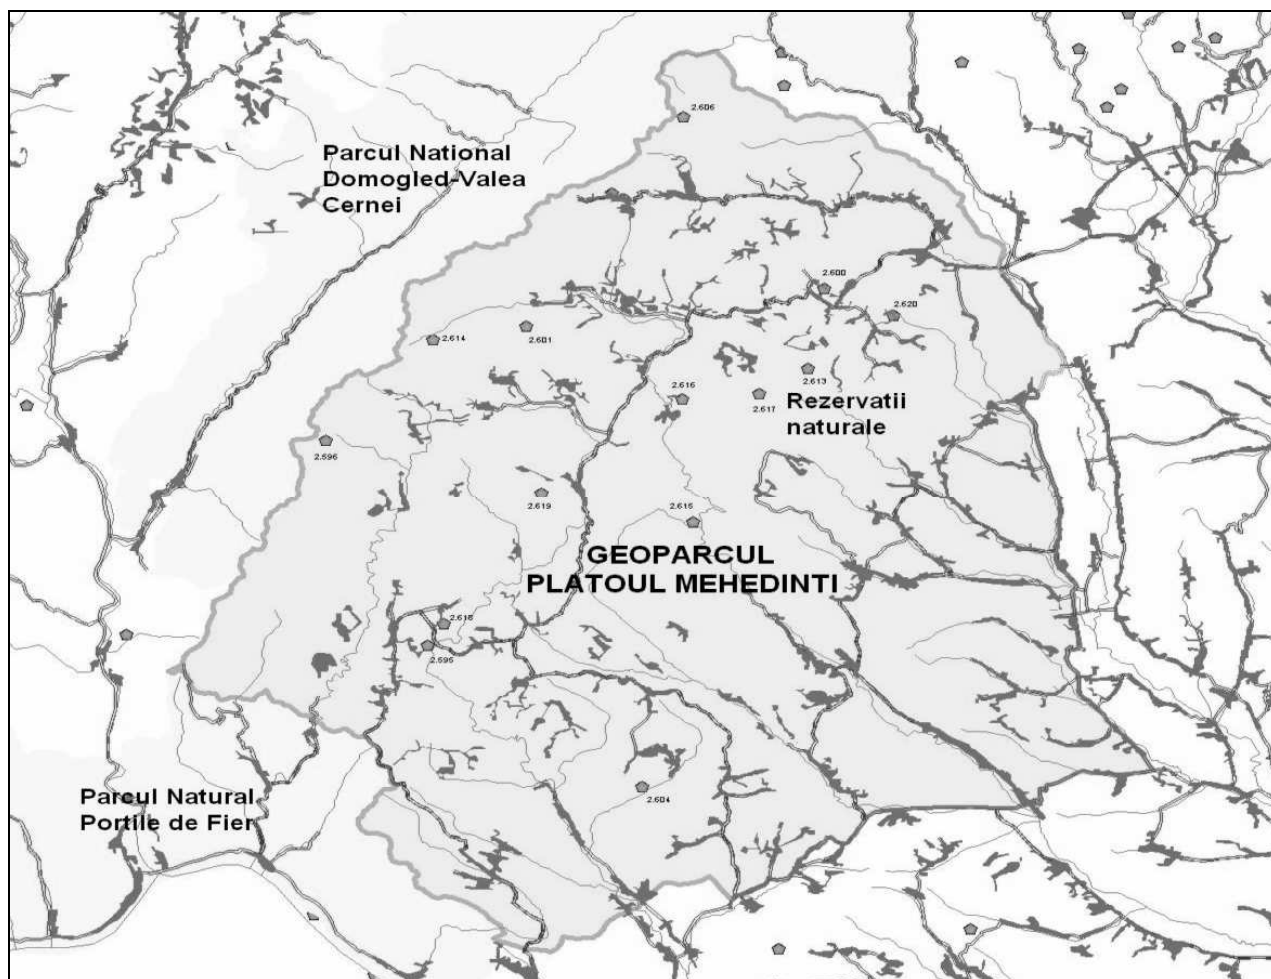 2.606
Parcul National
Domogled-Valea
Cernei
2.600
2.620
2.614
2.601
2.613
2.616
2.617
Rezervatii
naturale
2.596
2.619
2.615
GEOPARCUL
PLATOUL MEHEDINTI
2.618
2.595
Parcul Natural
Portile de Fier
2.604